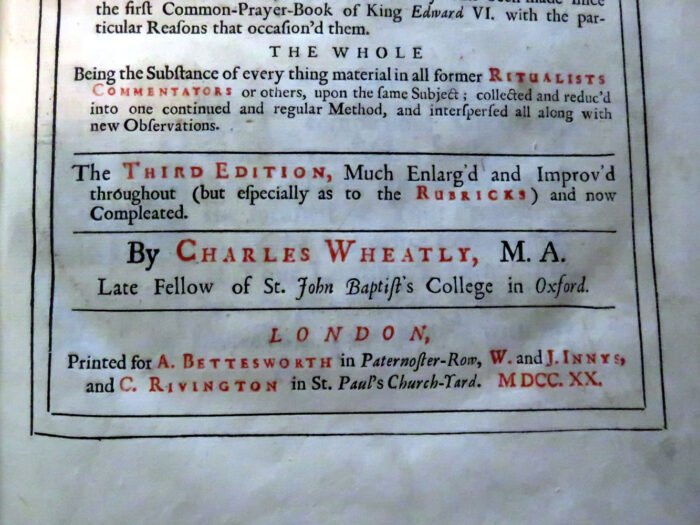 the firſt Common-Prayer-Book of King Edward VI. with the par-
ticular Reaſons that occaſion'd them.
THE WHOLE
Being the Subſtance of every thing material in all former RITUALISTS
COMMENTATORS or others, upon the ſame Subject; collected and reduc'd
into one continued and regular Method, and interſperſed all along with
new Obſervations.
The THIRD EDITION, Much Enlarg'd and Improv'd
throughout (but eſpecially as to the RUBRICKS) and now
Compleated.
By CHARLES WHEATLY, M. A.
Late Fellow of St. John Baptiſt's College in Oxford.
LONDON,
Printed for A. BETTESWORTH in Paternoſter-Row, W. and J. INNYS,
and C. RIVINGTON in St. Paul's Church-Yard. MDCC. XX.